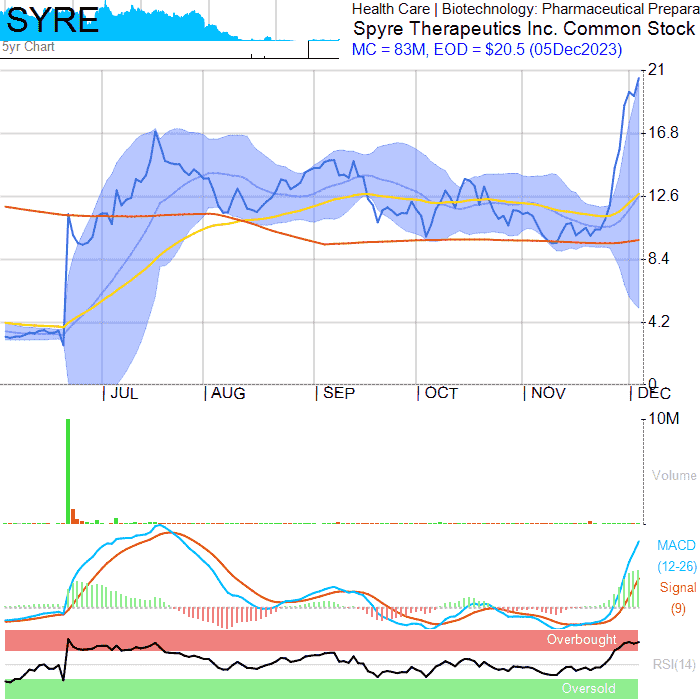 SYRE
5yr Chart
Health Care | Biotechnology: Pharmaceutical Prepara
Spyre Therapeutics Inc. Common Stock
MC = 83M, EOD = $20.5 (05Dec2023)
21
16.8
12.6
8.4
4.2
0
| JUL | AUG | SEP | OCT | NOV | DEC
10M
Volume
MACD
(12-26)
Signal
(9)
Overbought
RSI(14)
Oversold